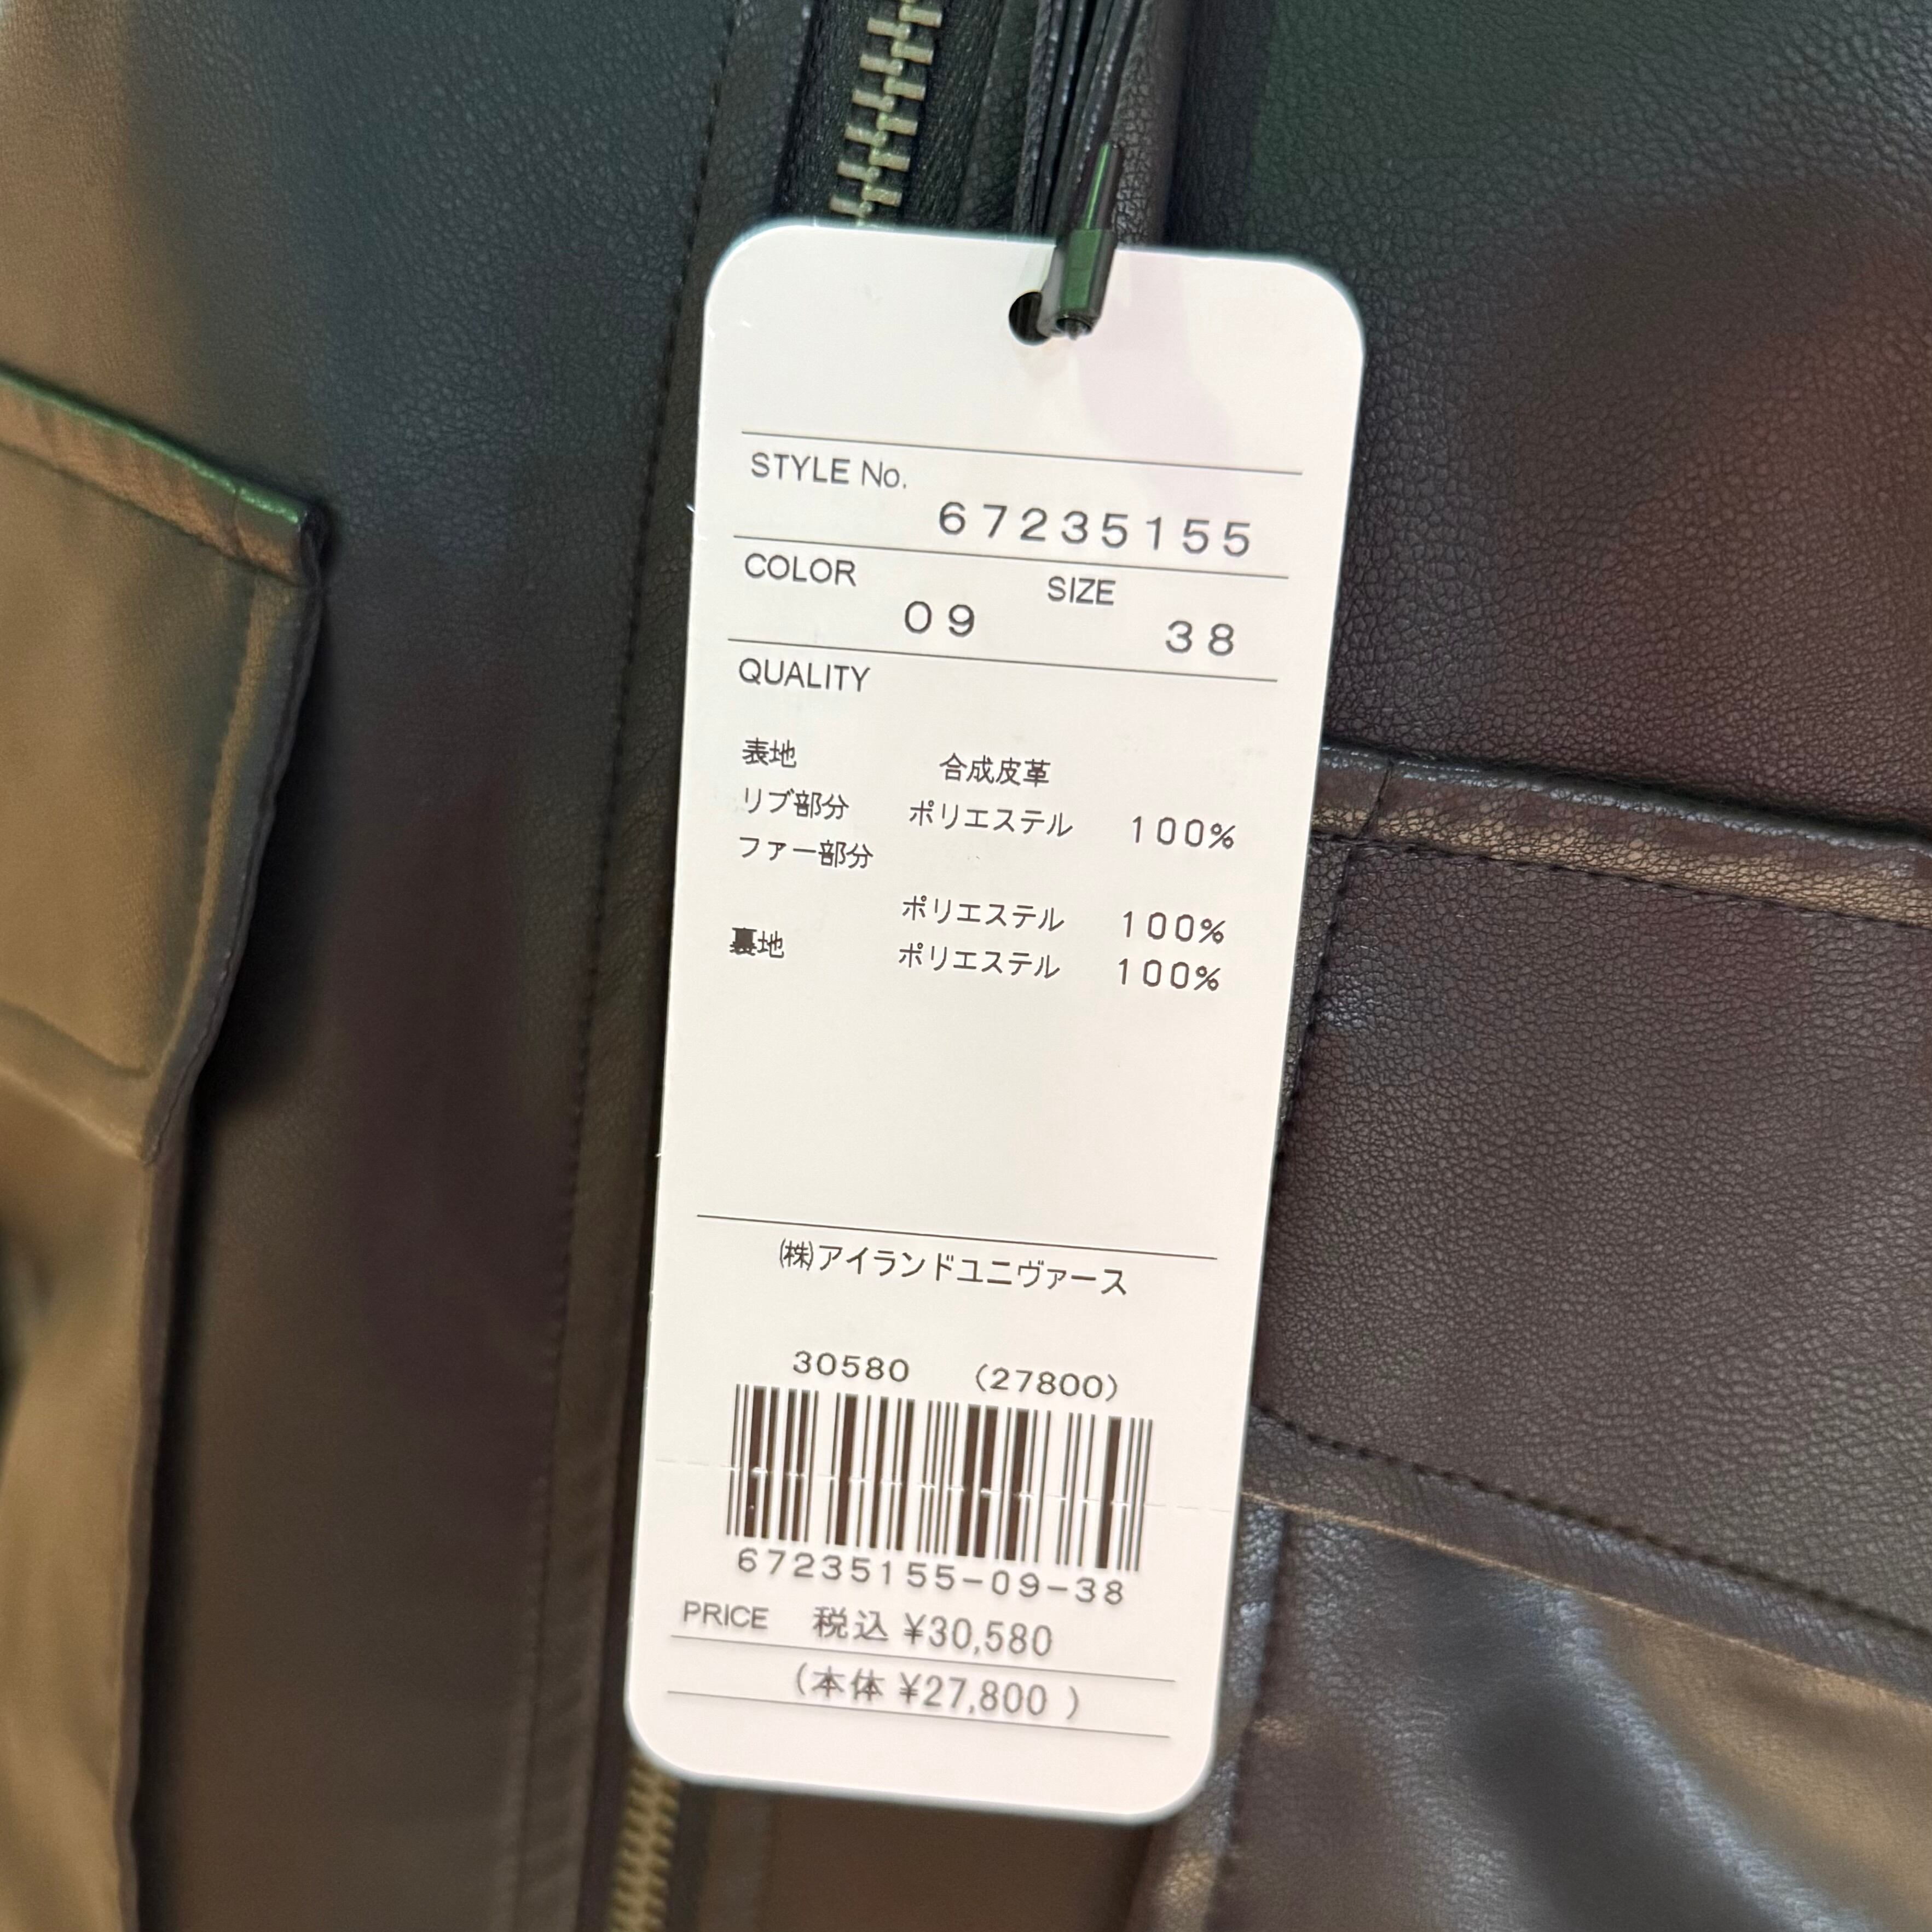 STYLE No.
67235155
COLOR SIZE
09 38
QUALITY
表地 合成皮革
リブ部分 ポリエステル 100%
ファー部分
ポリエステル 100%
裏地 ポリエステル 100%
㈱アイランドユニヴァース
30580 (27800)
67235155-09-38
PRICE 税込 ¥30,580
(本体 ¥27,800 )